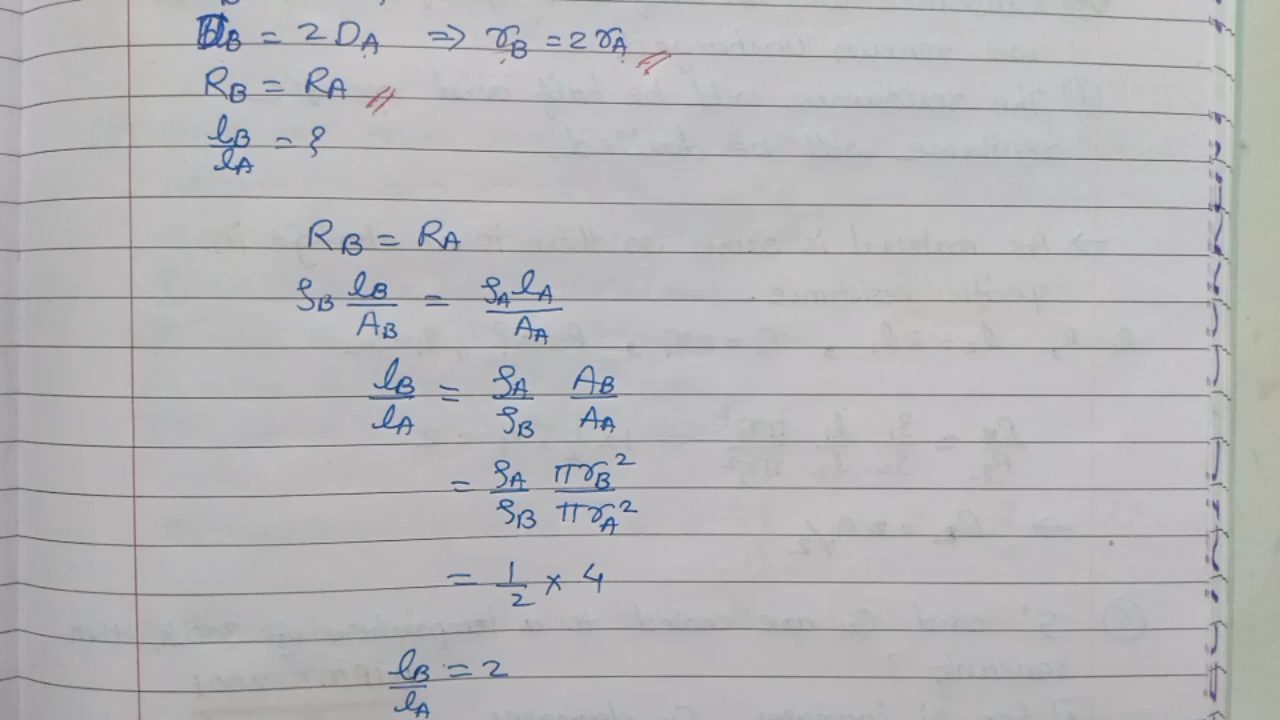 d_B = 2D_A ⇒ r_B = 2r_A
R_B = R_A
l_B/l_A = ?
R_B = R_A
ρ_B l_B/A_B = ρ_A l_A/A_A
l_B/l_A = ρ_A/ρ_B A_B/A_A
= ρ_A/ρ_B πr_B²/πr_A²
= 1/2 × 4
l_B/l_A = 2